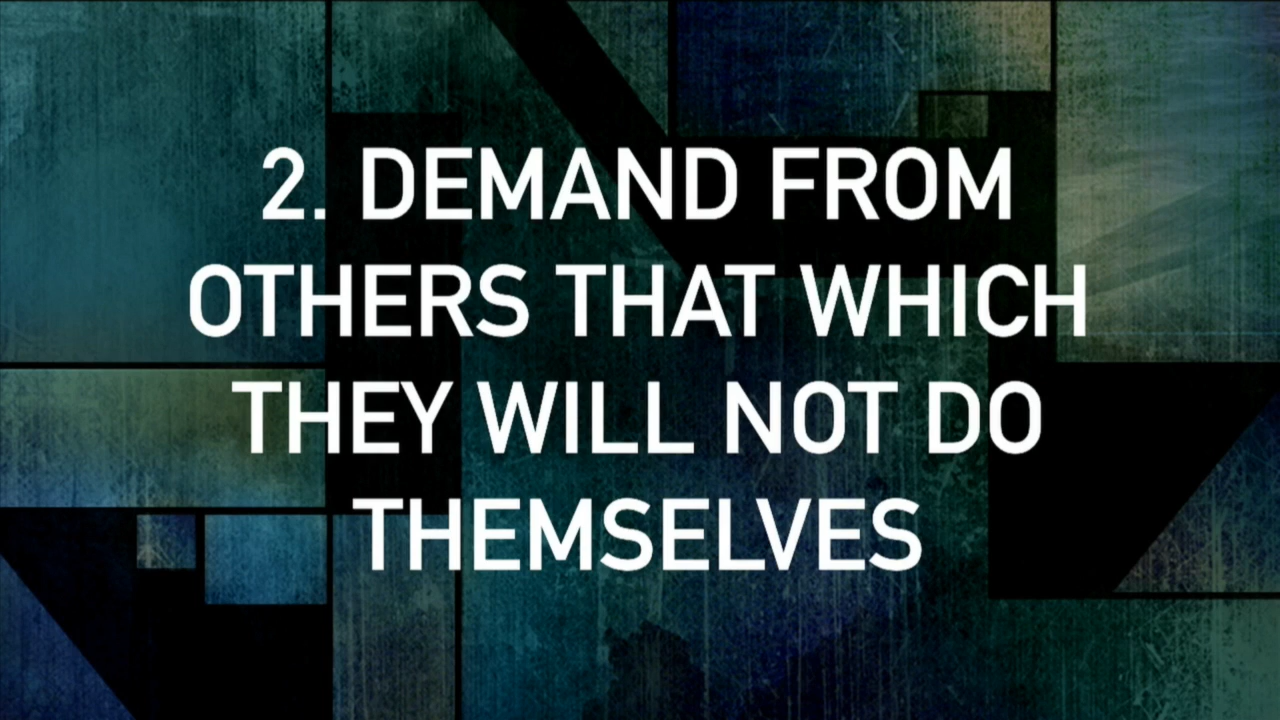 2. DEMAND FROM
OTHERS THAT WHICH
THEY WILL NOT DO
THEMSELVES